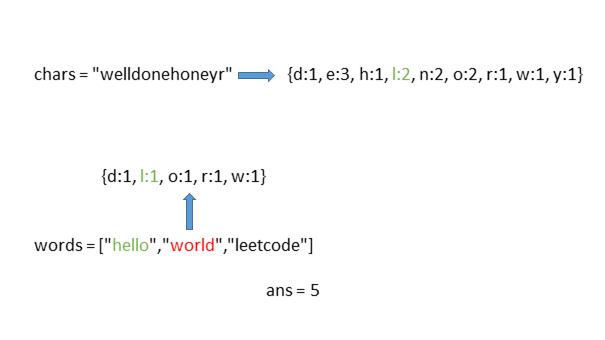 chars = "welldonehoneyr" {d:1, e:3, h:1, l:2, n:2, o:2, r:1, w:1, y:1}
{d:1, l:1, o:1, r:1, w:1}
words = ["hello","world","leetcode"]
ans = 5